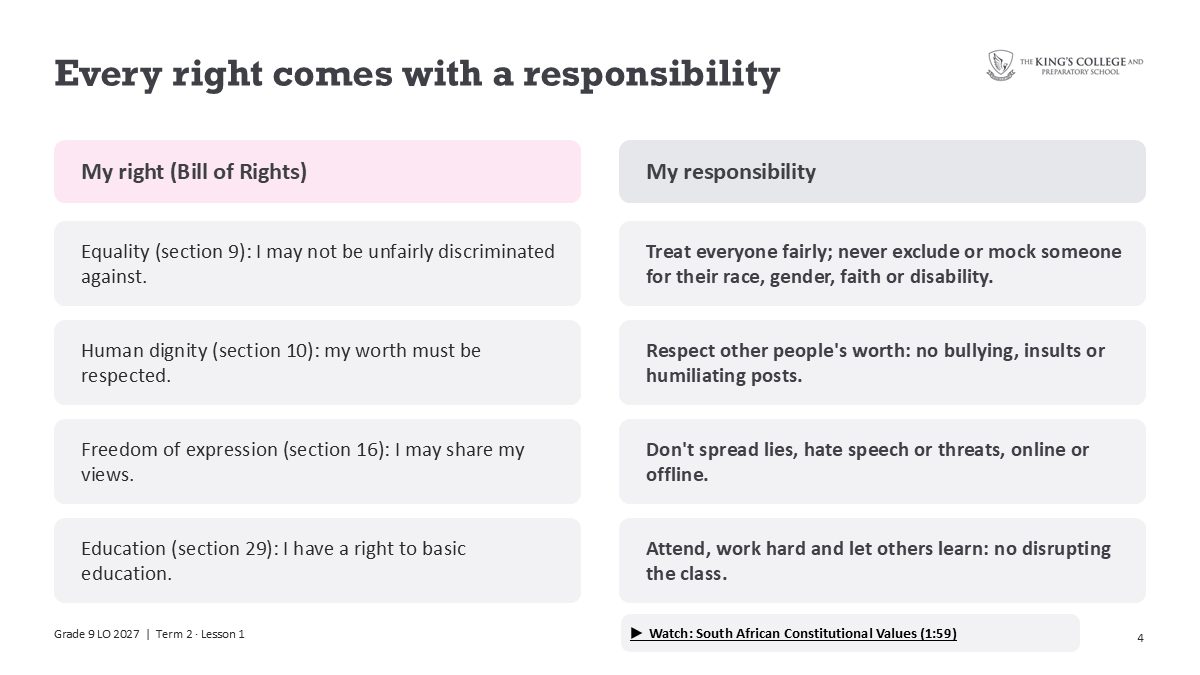 Every right comes with a responsibility
THE KING'S COLLEGE AND
PREPARATORY SCHOOL
My right (Bill of Rights)
My responsibility
Equality (section 9): I may not be unfairly discriminated
against.
Treat everyone fairly; never exclude or mock someone
for their race, gender, faith or disability.
Human dignity (section 10): my worth must be
respected.
Respect other people's worth: no bullying, insults or
humiliating posts.
Freedom of expression (section 16): I may share my
views.
Don't spread lies, hate speech or threats, online or
offline.
Education (section 29): I have a right to basic
education.
Attend, work hard and let others learn: no disrupting
the class.
Grade 9 LO 2027 | Term 2 · Lesson 1
▶ Watch: South African Constitutional Values (1:59)
4